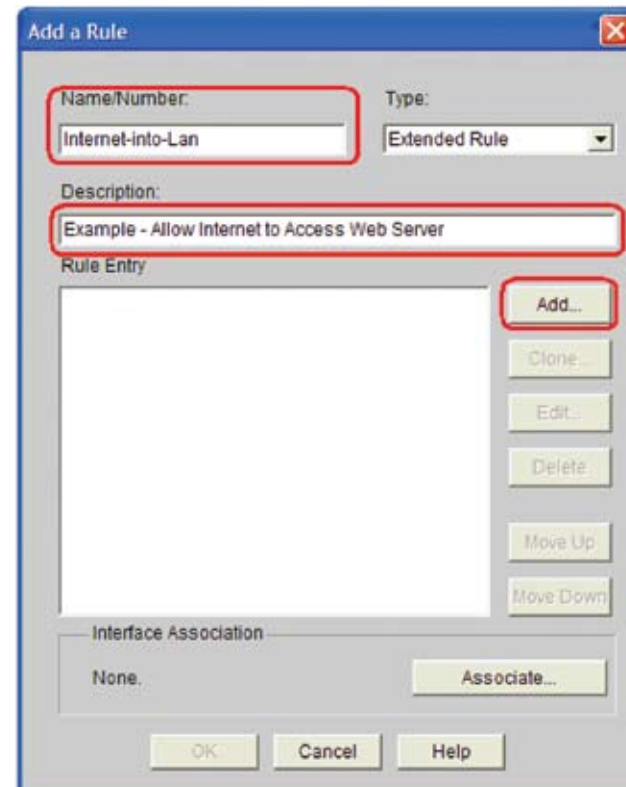 Add a Rule
Name/Number: Type:
Internet-into-Lan Extended Rule
Description:
Example - Allow Internet to Access Web Server
Rule Entry
Add...
Clone...
Edit...
Delete
Move Up
Move Down
Interface Association
None. Associate...
OK Cancel Help